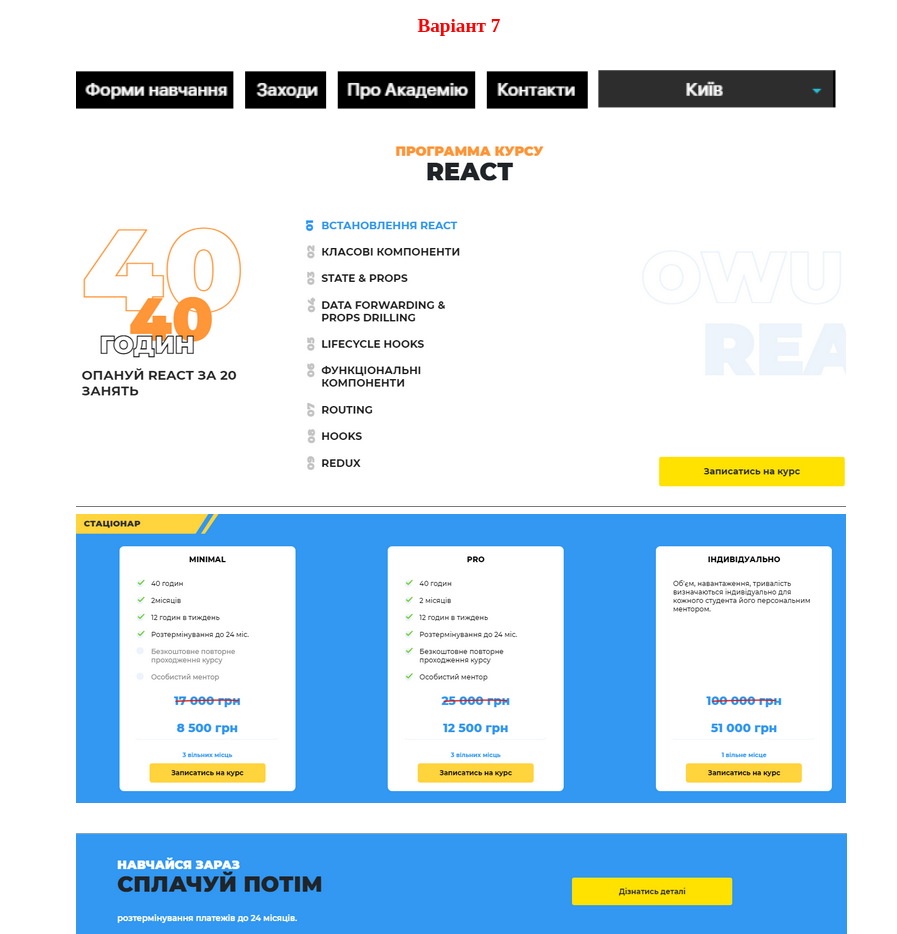 Варіант 7
Форми навчання
Заходи
Про Академію
Контакти
Київ
ПРОГРАММА КУРСУ
REACT
40
40
ГОДИН
ОПАНУЙ REACT ЗА 20
ЗАНЯТЬ
01 ВСТАНОВЛЕННЯ REACT
02 КЛАСОВІ КОМПОНЕНТИ
03 STATE & PROPS
04 DATA FORWARDING &
PROPS DRILLING
05 LIFECYCLE HOOKS
06 ФУНКЦІОНАЛЬНІ
КОМПОНЕНТИ
07 ROUTING
08 HOOKS
09 REDUX
OWU
REA
Записатись на курс
СТАЦІОНАР
MINIMAL
40 годин
2місяців
12 годин в тиждень
Розтермінування до 24 міс.
Безкоштовне повторне
проходження курсу
Особистий ментор
17 000 грн
8 500 грн
3 вільних місць
Записатись на курс
PRO
40 годин
2 місяців
12 годин в тиждень
Розтермінування до 24 міс.
Безкоштовне повторне
проходження курсу
Особистий ментор
25 000 грн
12 500 грн
3 вільних місць
Записатись на курс
ІНДИВИДУАЛЬНО
Об'єм, навантаження, тривалість
визначаються індивідуально для
кожного студента його персональним
ментором.
100 000 грн
51 000 грн
1 вільне місце
Записатись на курс
НАВЧАЙСЯ ЗАРАЗ
СПЛАЧУЙ ПОТІМ
розтермінування платежів до 24 місяців.
Дізнатись деталі